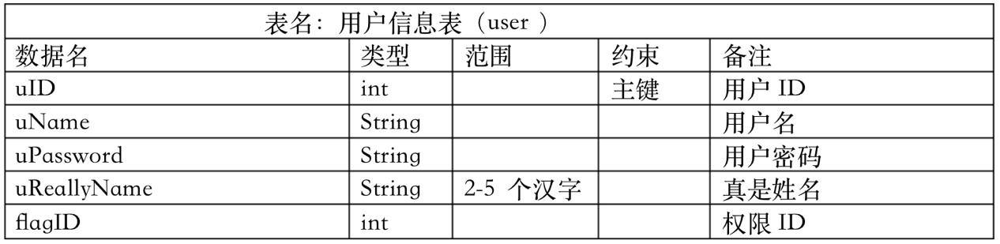 表名：用户信息表（user ）
数据名 类型 范围 约束 备注
uID int 主键 用户 ID
uName String 用户名
uPassword String 用户密码
uReallyName String 2-5 个汉字 真是姓名
flagID int 权限 ID